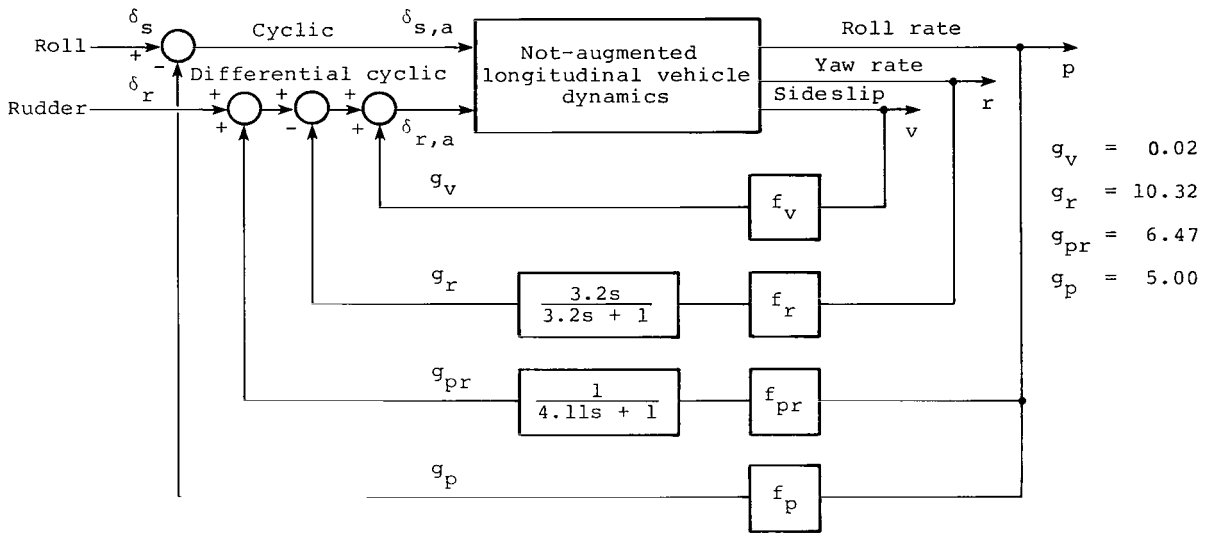 Roll
δs
+
-
Cyclic
δs,a
Not-augmented
longitudinal vehicle
dynamics
Roll rate
p
Rudder
δr
Differential cyclic
+
+
+
-
+
+
δr,a
Yaw rate
r
Sideslip
v
gv
fv
gr
3.2s
3.2s + 1
fr
gpr
1
4.11s + 1
fpr
gp
fp
gv = 0.02
gr = 10.32
gpr = 6.47
gp = 5.00